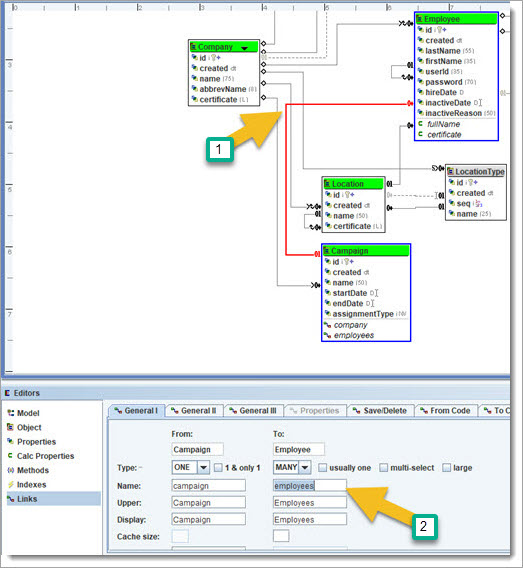 Employee
id
created dt
lastName (55)
firstName (35)
userId (35)
password (70)
hireDate D
inactiveDate D
inactiveReason (50)
fullName
certificate
Company
id
created dt
name (75)
abbrevName (8)
certificate (L)
1
3
4
5
6
7
Location
id
created dt
name (50)
certificate (L)
LocationType
id
created dt
seq
name (25)
Campaign
id
created dt
name (50)
startDate D
endDate D
assignmentType
company
employees
Editors
Model
Object
Properties
Calc Properties
Methods
Indexes
Links
General I General II General III Properties Save/Delete From Code To C
From: To:
Campaign Employee
Type: ONE 1 & only 1 MANY usually one multi-select large
Name: campaign employees
Upper: Campaign Employees
Display: Campaign Employees
Cache size:
2